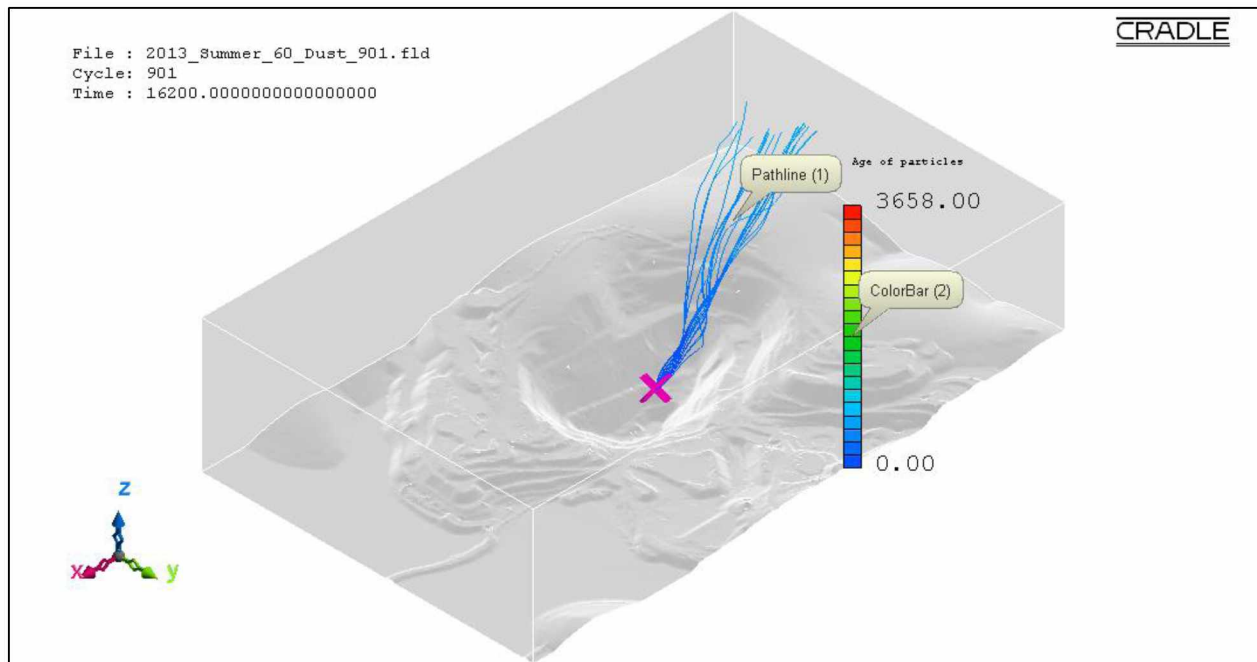 CRADLE
File : 2013_Summer_60_Dust_901.fld
Cycle: 901
Time : 16200.0000000000000000
Age of particles
Pathline (1)
3658.00
ColorBar (2)
0.00
z
x
y